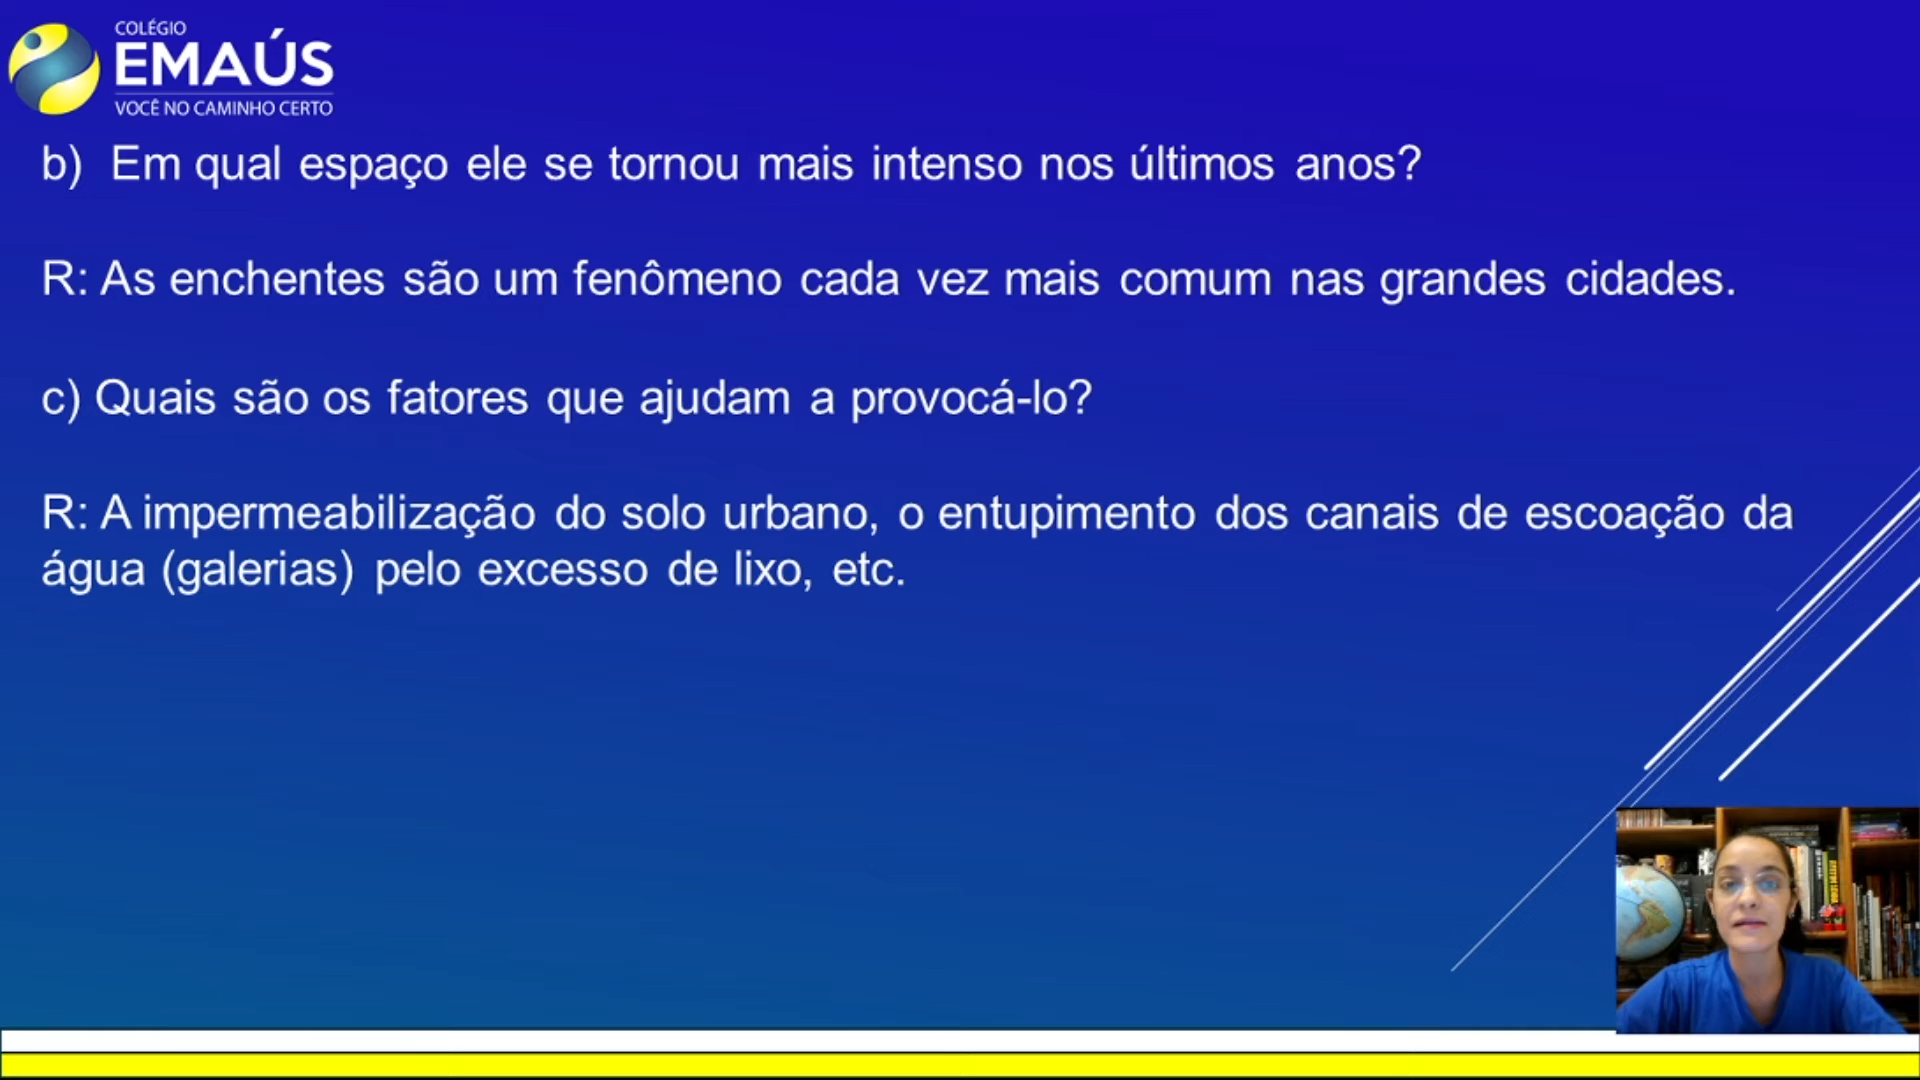 COLÉGIO
EMAÚS
VOCÊ NO CAMINHO CERTO
b) Em qual espaço ele se tornou mais intenso nos últimos anos?
R: As enchentes são um fenômeno cada vez mais comum nas grandes cidades.
c) Quais são os fatores que ajudam a provocá-lo?
R: A impermeabilização do solo urbano, o entupimento dos canais de escoação da
água (galerias) pelo excesso de lixo, etc.